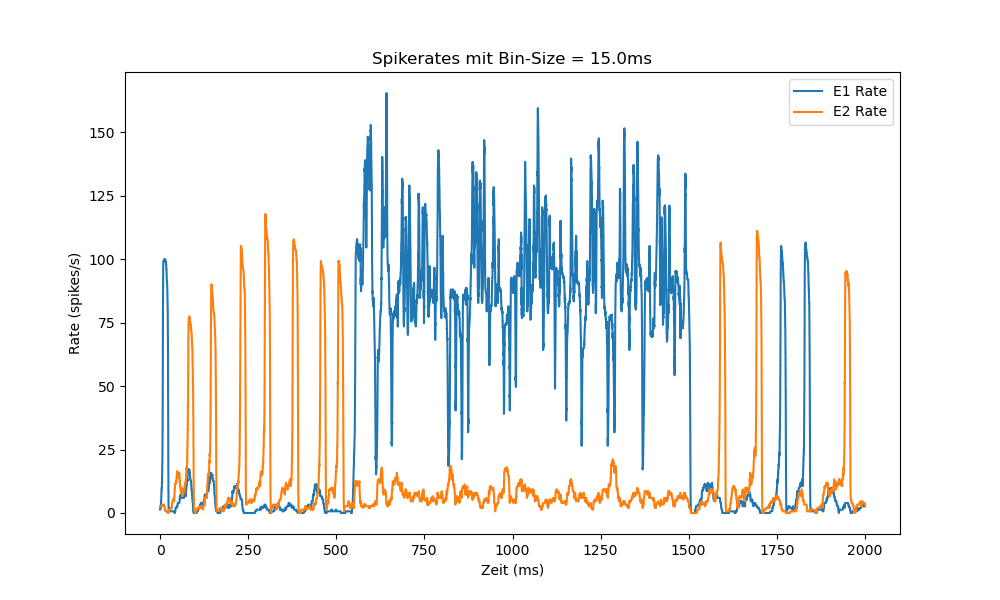 Spikerates mit Bin-Size = 15.0ms
E1 Rate
E2 Rate
150
125
100
75
50
25
0
Rate (spikes/s)
0 250 500 750 1000 1250 1500 1750 2000
Zeit (ms)